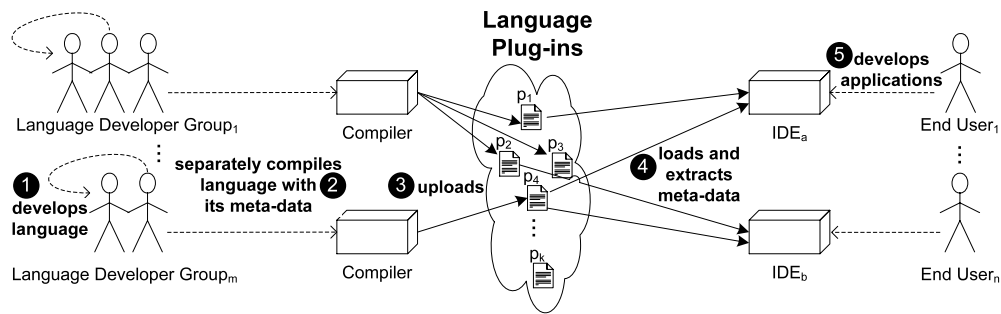 Language
Plug-ins
5 develops
applications
p1
p2
p3
p4
pk
Language Developer Group1
Compiler
IDEa
End User1
1
develops
language
separately compiles
language with 2
its meta-data
3 uploads
4 loads and
extracts
meta-data
Language Developer Groupm
Compiler
IDEb
End Usern